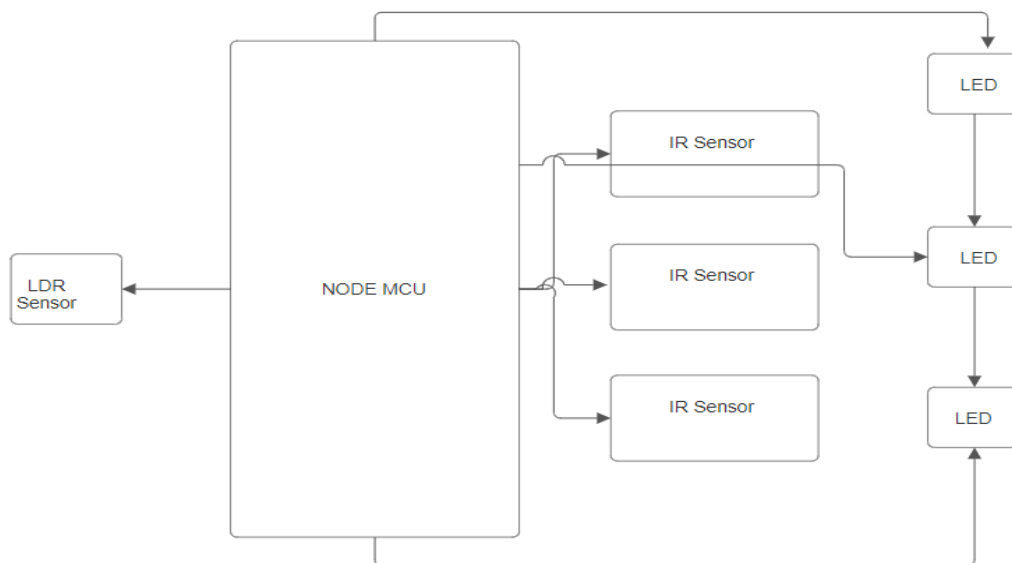 LED
IR Sensor
LED
IR Sensor
LDR
Sensor
NODE MCU
IR Sensor
LED